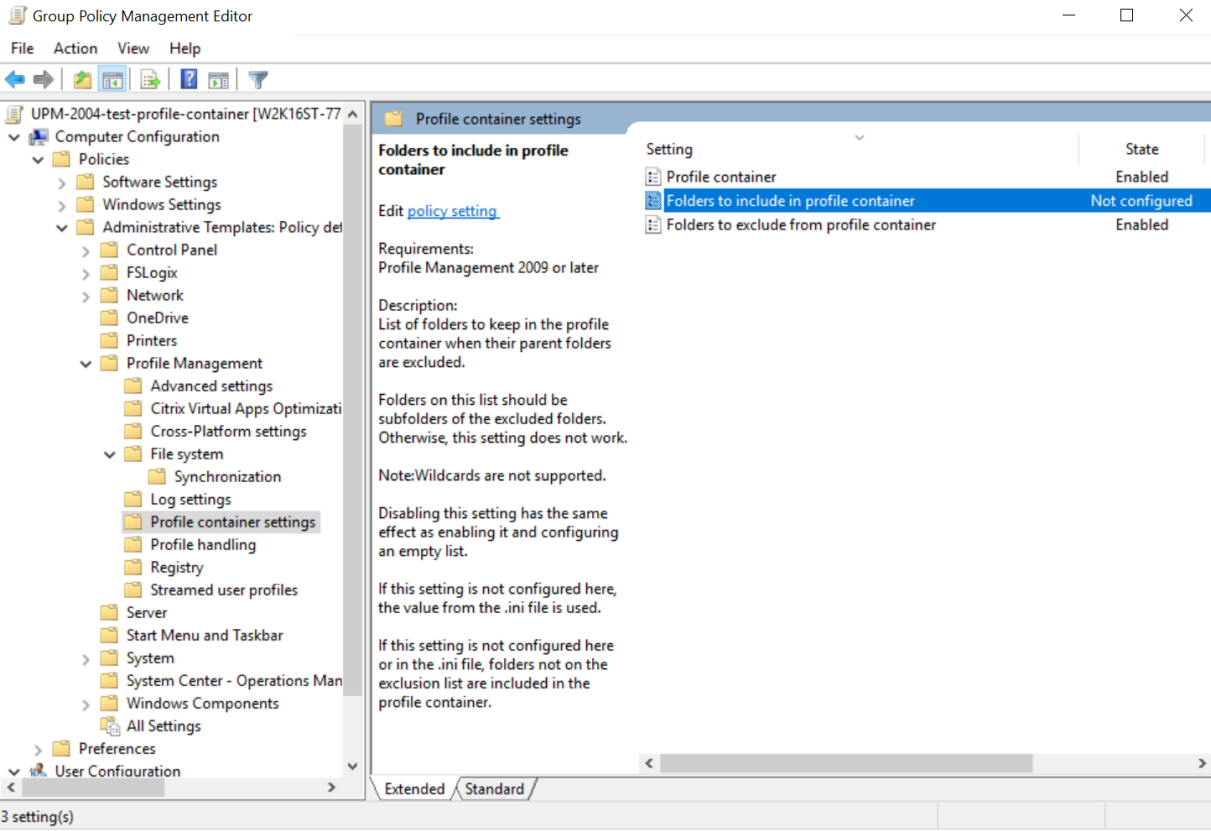 Group Policy Management Editor
File Action View Help
UPM-2004-test-profile-container [W2K16ST-77
Computer Configuration
Policies
Software Settings
Windows Settings
Administrative Templates: Policy def
Control Panel
FSLogix
Network
OneDrive
Printers
Profile Management
Advanced settings
Citrix Virtual Apps Optimizati
Cross-Platform settings
File system
Synchronization
Log settings
Profile container settings
Profile handling
Registry
Streamed user profiles
Server
Start Menu and Taskbar
System
System Center - Operations Man
Windows Components
All Settings
Preferences
User Configuration
Profile container settings
Folders to include in profile
container
Edit policy setting
Requirements:
Profile Management 2009 or later
Description:
List of folders to keep in the profile
container when their parent folders
are excluded.
Folders on this list should be
subfolders of the excluded folders.
Otherwise, this setting does not work.
Note:Wildcards are not supported.
Disabling this setting has the same
effect as enabling it and configuring
an empty list.
If this setting is not configured here,
the value from the .ini file is used.
If this setting is not configured here
or in the .ini file, folders not on the
exclusion list are included in the
profile container.
Setting State
Profile container Enabled
Folders to include in profile container Not configured
Folders to exclude from profile container Enabled
Extended Standard
3 setting(s)